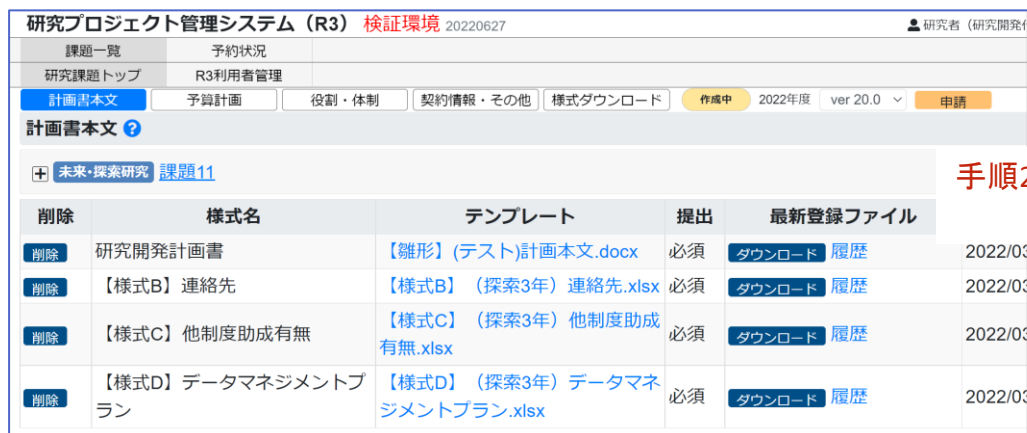 研究プロジェクト管理システム（R3） 検証環境 20220627 研究者（研究開発
課題一覧 予約状況
研究課題トップ R3利用者管理
計画書本文 予算計画 役割・体制 契約情報・その他 様式ダウンロード 作成中 2022年度 ver 20.0 申請
計画書本文 ?
未来・探索研究 課題11
手順2
削除 様式名 テンプレート 提出 最新登録ファイル
削除 研究開発計画書 【雛形】(テスト)計画本文.docx 必須 ダウンロード 履歴 2022/03
削除 【様式B】連絡先 【様式B】（探索3年）連絡先.xlsx 必須 ダウンロード 履歴 2022/03
削除 【様式C】他制度助成有無 【様式C】（探索3年）他制度助成
有無.xlsx 必須 ダウンロード 履歴 2022/03
削除 【様式D】データマネジメントプ
ラン 【様式D】（探索3年）データマネ
ジメントプラン.xlsx 必須 ダウンロード 履歴 2022/03